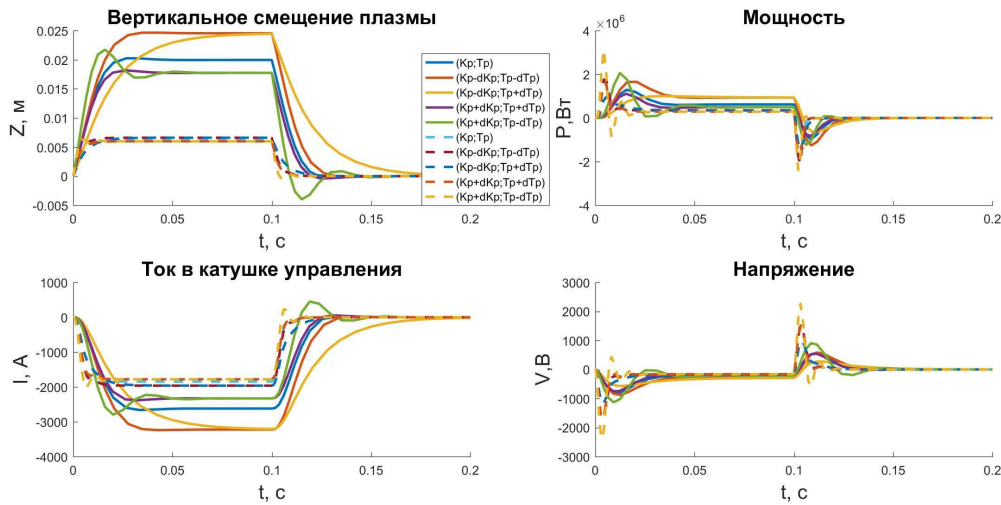 Вертикальное смещение плазмы
Z, м
0.025
0.02
0.015
0.01
0.005
0
-0.005
0
0.05
0.1
0.15
0.2
t, с
(Kp;Tp)
(Kp-dKp;Tp-dTp)
(Kp-dKp;Tp+dTp)
(Kp+dKp;Tp+dTp)
(Kp+dKp;Tp-dTp)
(Kp;Tp)
(Kp-dKp;Tp-dTp)
(Kp-dKp;Tp+dTp)
(Kp+dKp;Tp+dTp)
(Kp+dKp;Tp-dTp)
Мощность
×10⁶
P,Вт
4
2
0
-2
-4
0
0.05
0.1
0.15
0.2
t, с
Ток в катушке управления
I, А
1000
0
-1000
-2000
-3000
-4000
0
0.05
0.1
0.15
0.2
t, с
Напряжение
V,В
3000
2000
1000
0
-1000
-2000
-3000
0
0.05
0.1
0.15
0.2
t, с